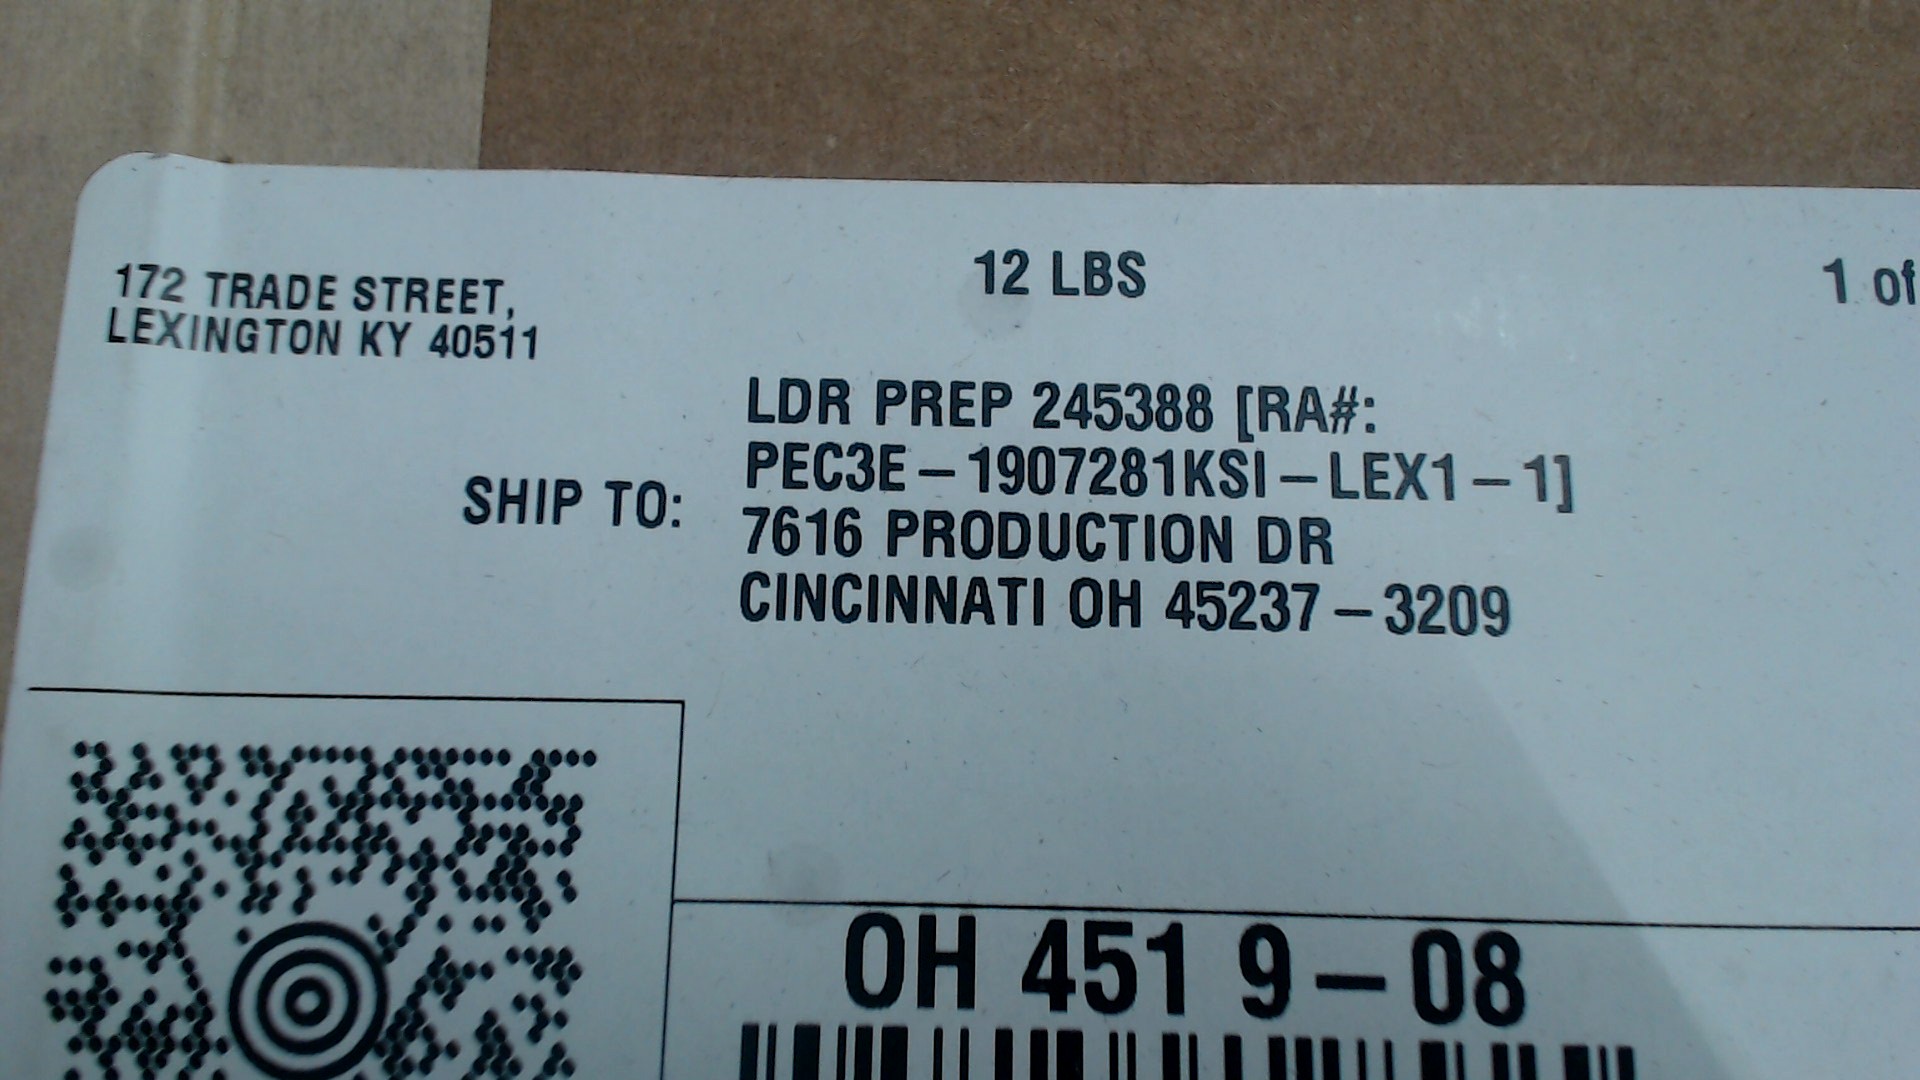 172 TRADE STREET,
LEXINGTON KY 40511
12 LBS
1 of
SHIP TO:
LDR PREP 245388 [RA#:
PEC3E-1907281KSI-LEX1-1]
7616 PRODUCTION DR
CINCINNATI OH 45237-3209
OH 451 9-08